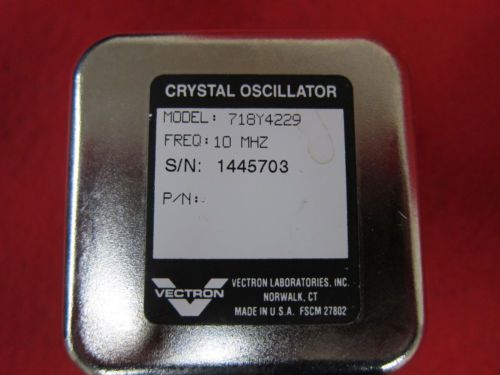 CRYSTAL OSCILLATOR
MODEL: 718Y4229
FREQ: 10 MHZ
S/N: 1445703
P/N:-
VECTRON
VECTRON LABORATORIES, INC.
NORWALK, CT
MADE IN U.S.A. FSCM 27802